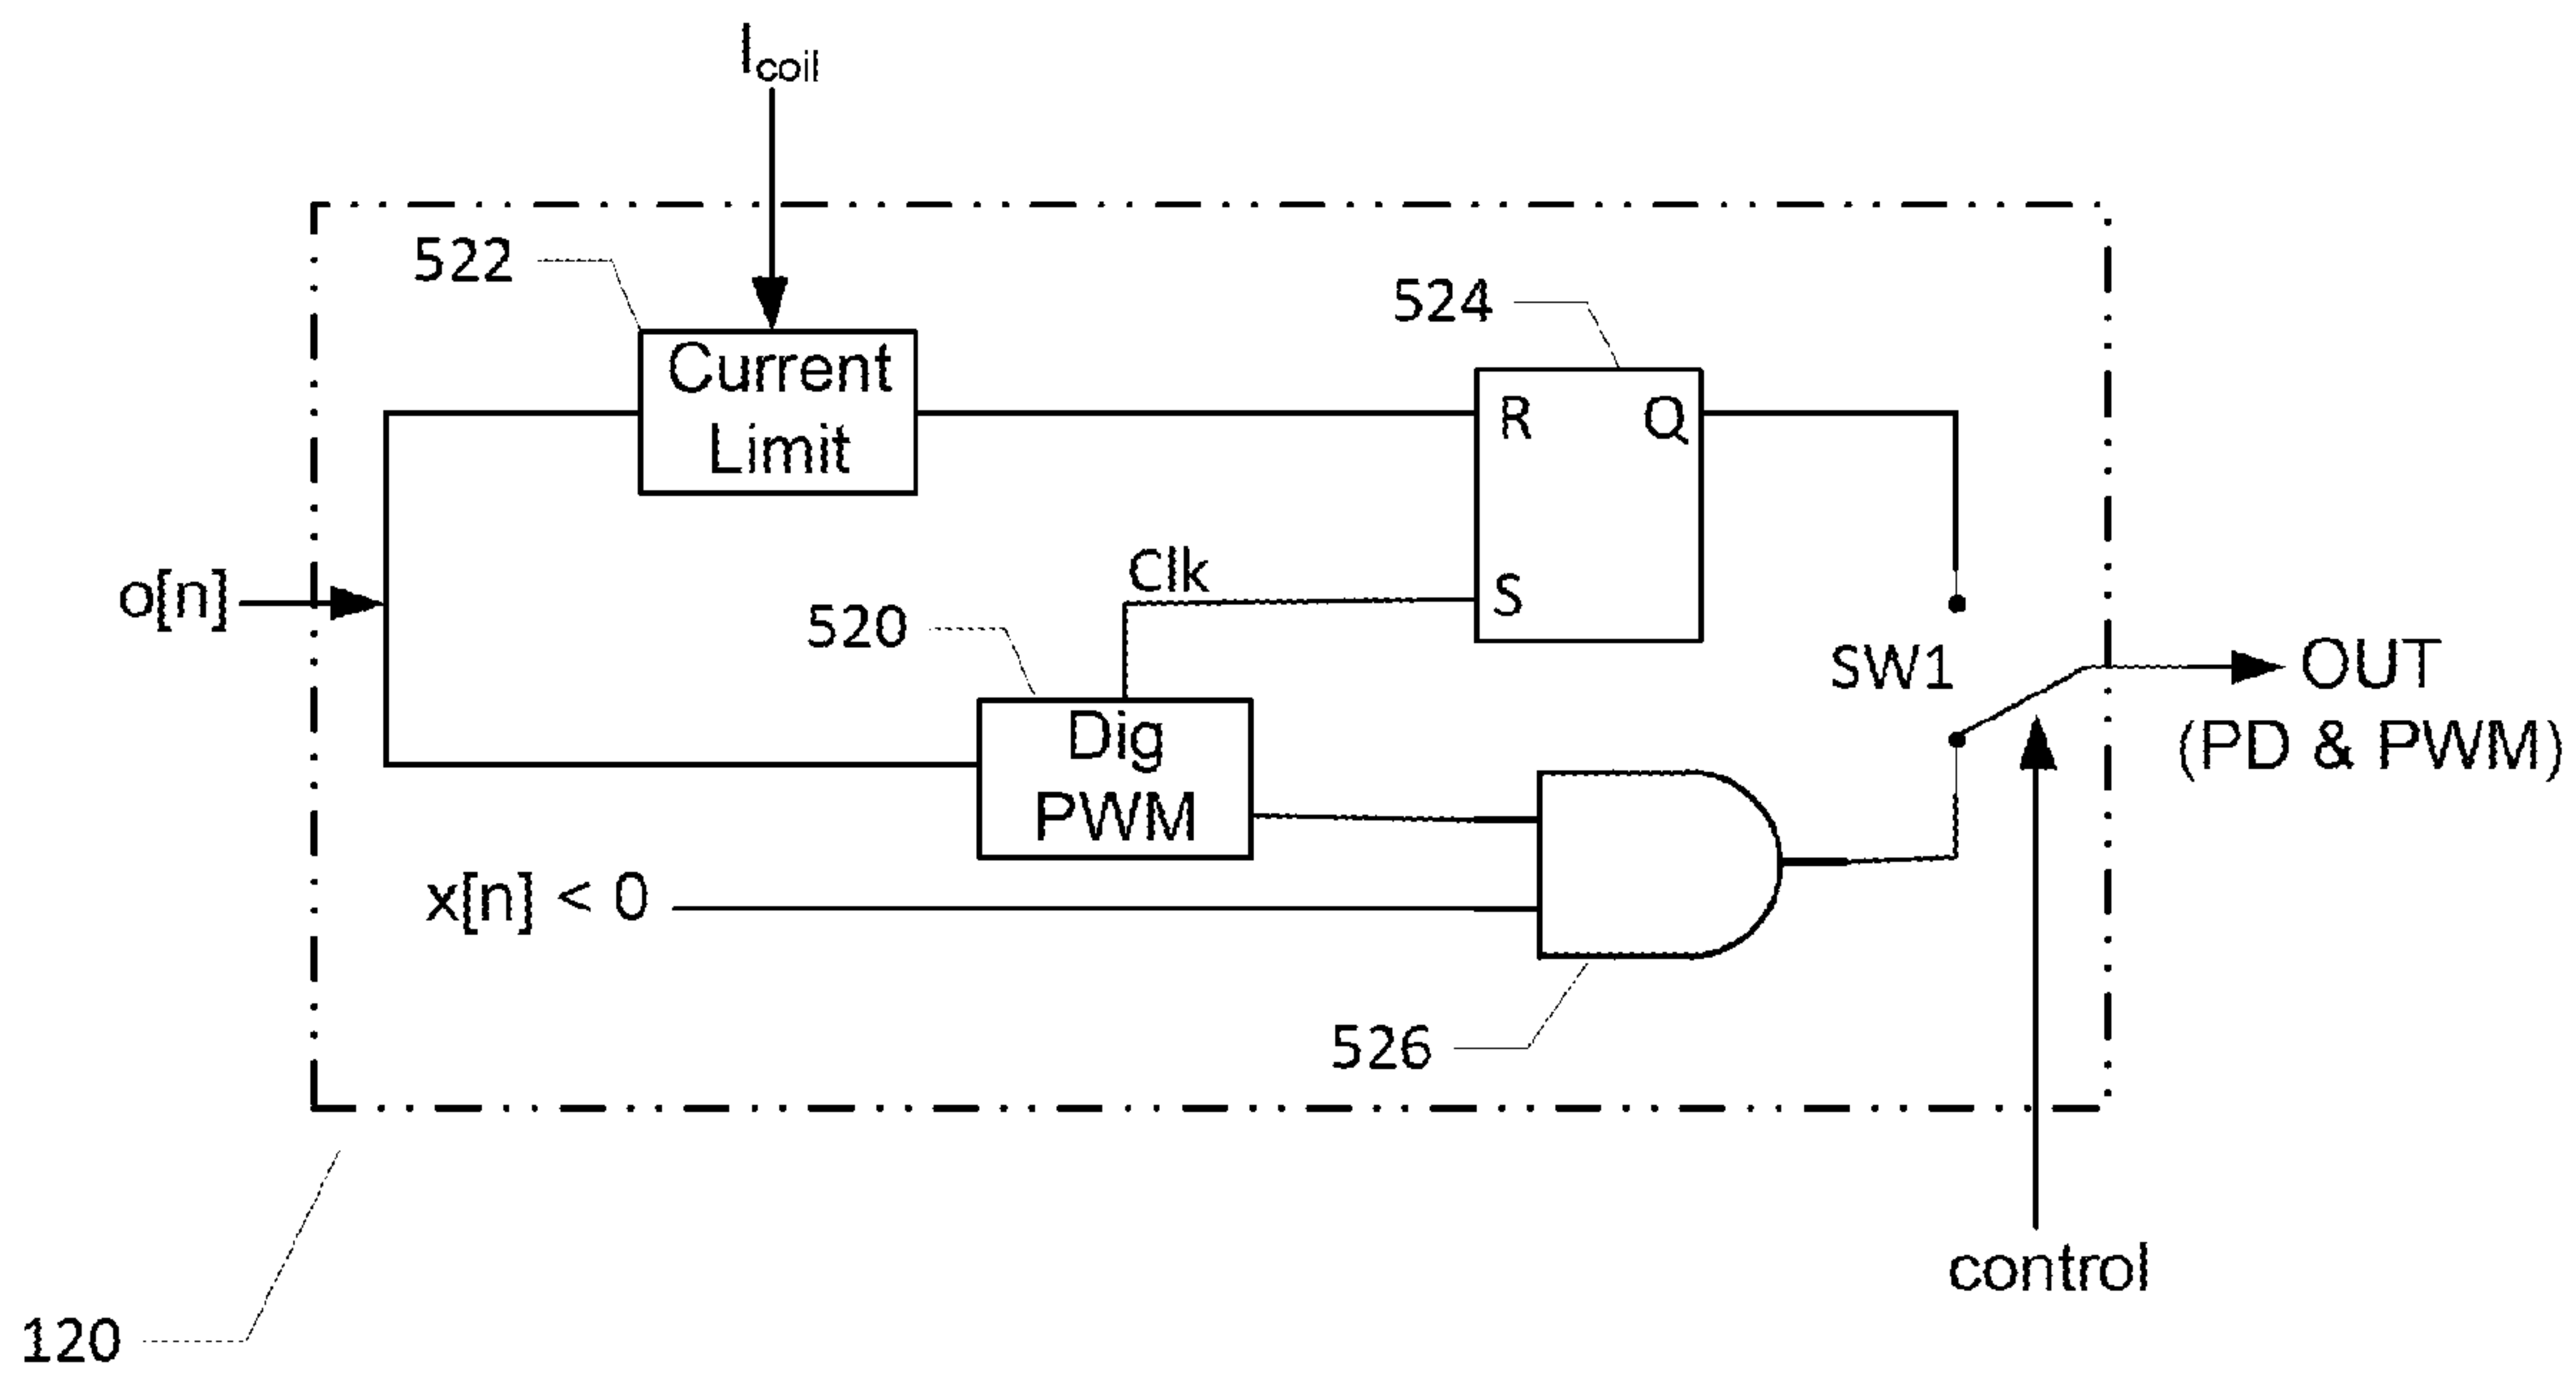 Icoil
522
524
Current
Limit
R
Q
Clk
S
o[n]
520
SW1
OUT
(PD & PWM)
Dig
PWM
x[n] < 0
526
control
120